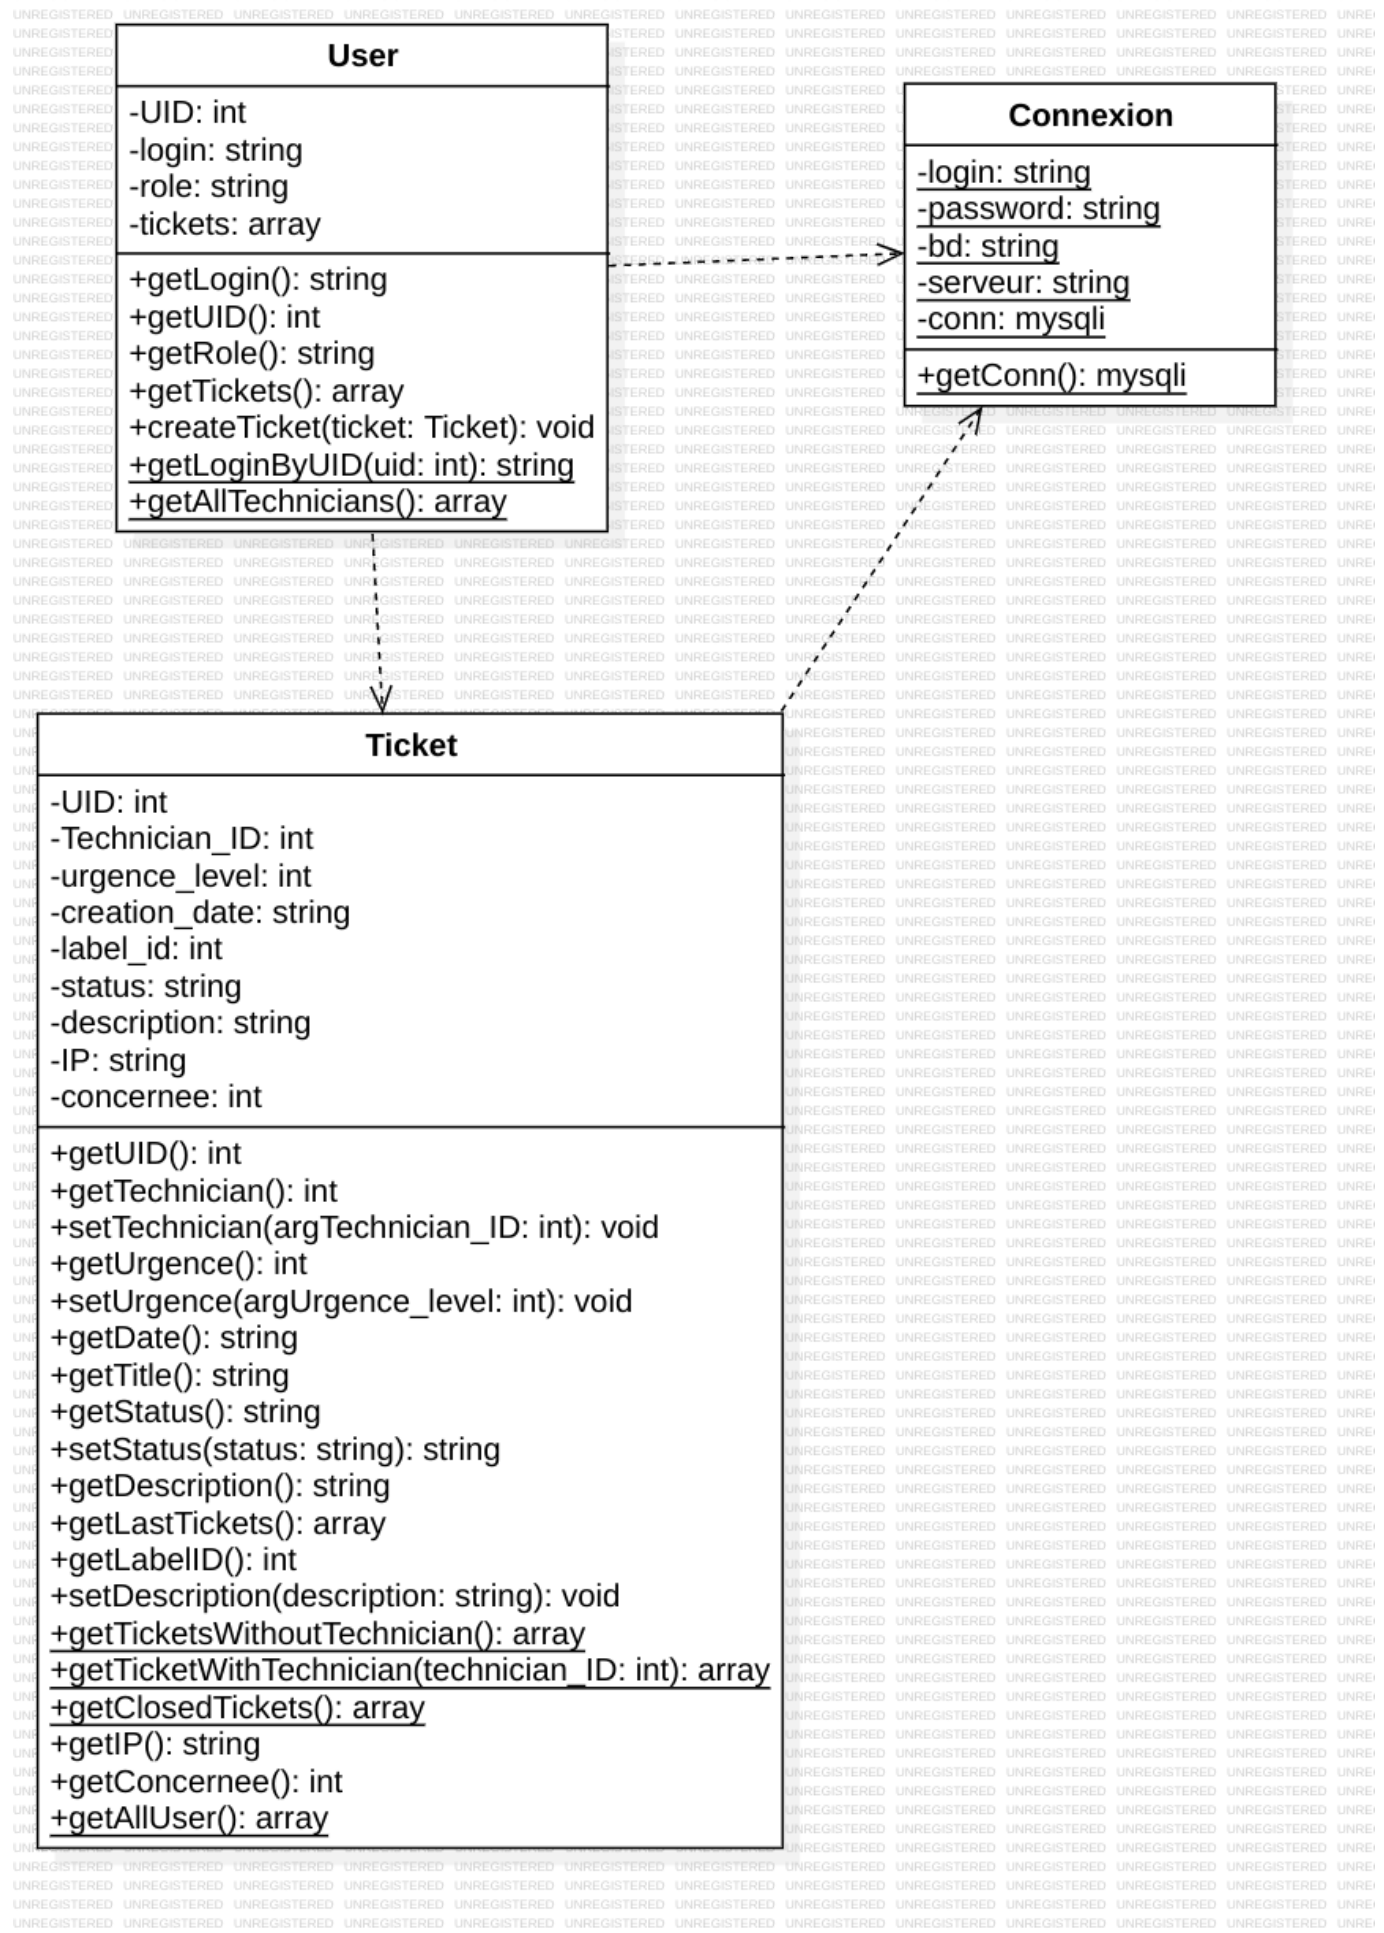 User
-UID: int
-login: string
-role: string
-tickets: array
+getLogin(): string
+getUID(): int
+getRole(): string
+getTickets(): array
+createTicket(ticket: Ticket): void
+getLoginByUID(uid: int): string
+getAllTechnicians(): array
Connexion
-login: string
-password: string
-bd: string
-serveur: string
-conn: mysqli
+getConn(): mysqli
Ticket
-UID: int
-Technician_ID: int
-urgence_level: int
-creation_date: string
-label_id: int
-status: string
-description: string
-IP: string
-concernee: int
+getUID(): int
+getTechnician(): int
+setTechnician(argTechnician_ID: int): void
+getUrgence(): int
+setUrgence(argUrgence_level: int): void
+getDate(): string
+getTitle(): string
+getStatus(): string
+setStatus(status: string): string
+getDescription(): string
+getLastTickets(): array
+getLabelID(): int
+setDescription(description: string): void
+getTicketsWithoutTechnician(): array
+getTicketWithTechnician(technician_ID: int): array
+getClosedTickets(): array
+getIP(): string
+getConcernee(): int
+getAllUser(): array
UNREGISTERED